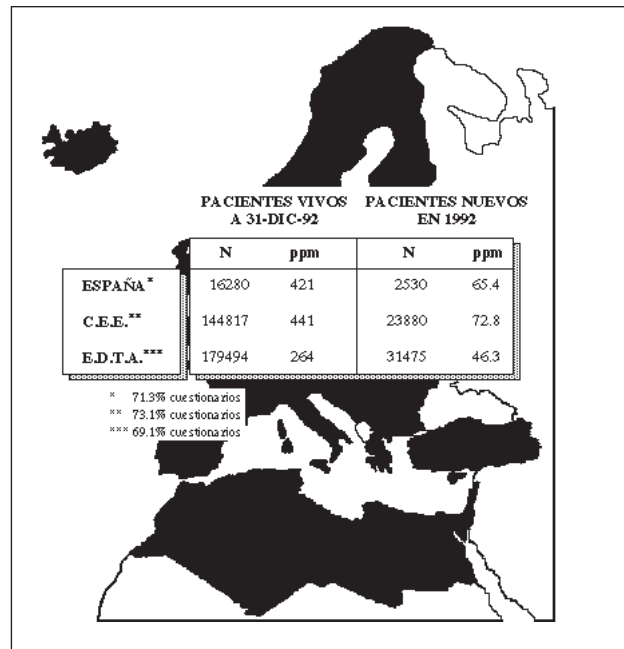 PACIENTES VIVOS A 31-DIC-92 PACIENTES NUEVOS EN 1992
N ppm N ppm
ESPAÑA* 16280 421 2530 65.4
C.E.E.** 144817 441 23880 72.8
E.D.T.A.*** 179494 264 31475 46.3
* 71.3% cuestionarios
** 73.1% cuestionarios
*** 69.1% cuestionarios